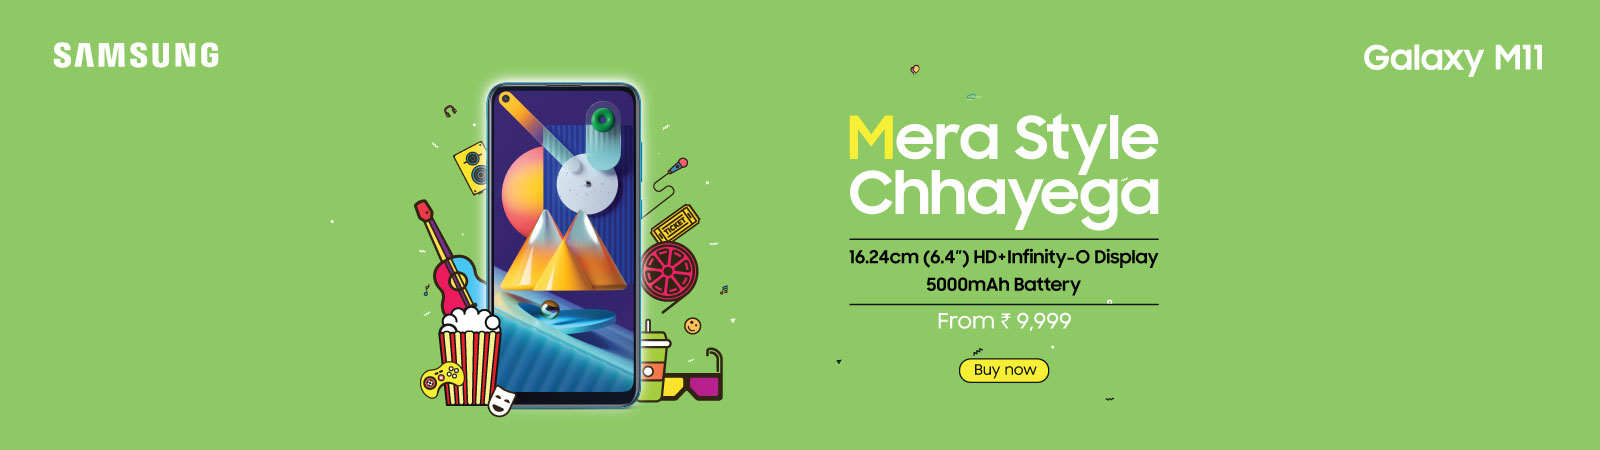 SAMSUNG
Galaxy M11
Mera Style
Chhayega
16.24cm (6.4”) HD+Infinity-O Display
5000mAh Battery
From ₹ 9,999
Buy now
TICKET